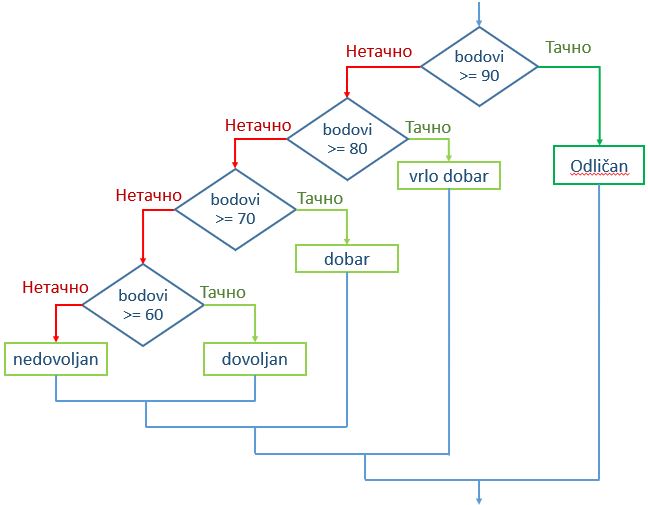 Нетачно
Тачно
bodovi
>= 90
Нетачно
Тачно
bodovi
>= 80
Odličan
vrlo dobar
Нетачно
Тачно
bodovi
>= 70
dobar
Нетачно
Тачно
bodovi
>= 60
nedovoljan
dovoljan